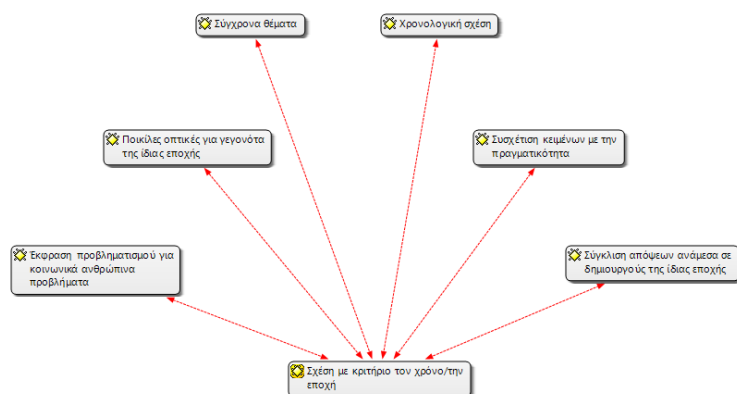 Σύγχρονα θέματα
Χρονολογική σχέση
Ποικίλες οπτικές για γεγονότα
της ίδιας εποχής
Συσχέτιση κειμένων με την
πραγματικότητα
Έκφραση προβληματισμού για
κοινωνικά ανθρώπινα
προβλήματα
Σύγκλιση απόψεων ανάμεσα σε
δημιουργούς της ίδιας εποχής
Σχέση με κριτήριο τον χρόνο/την
εποχή